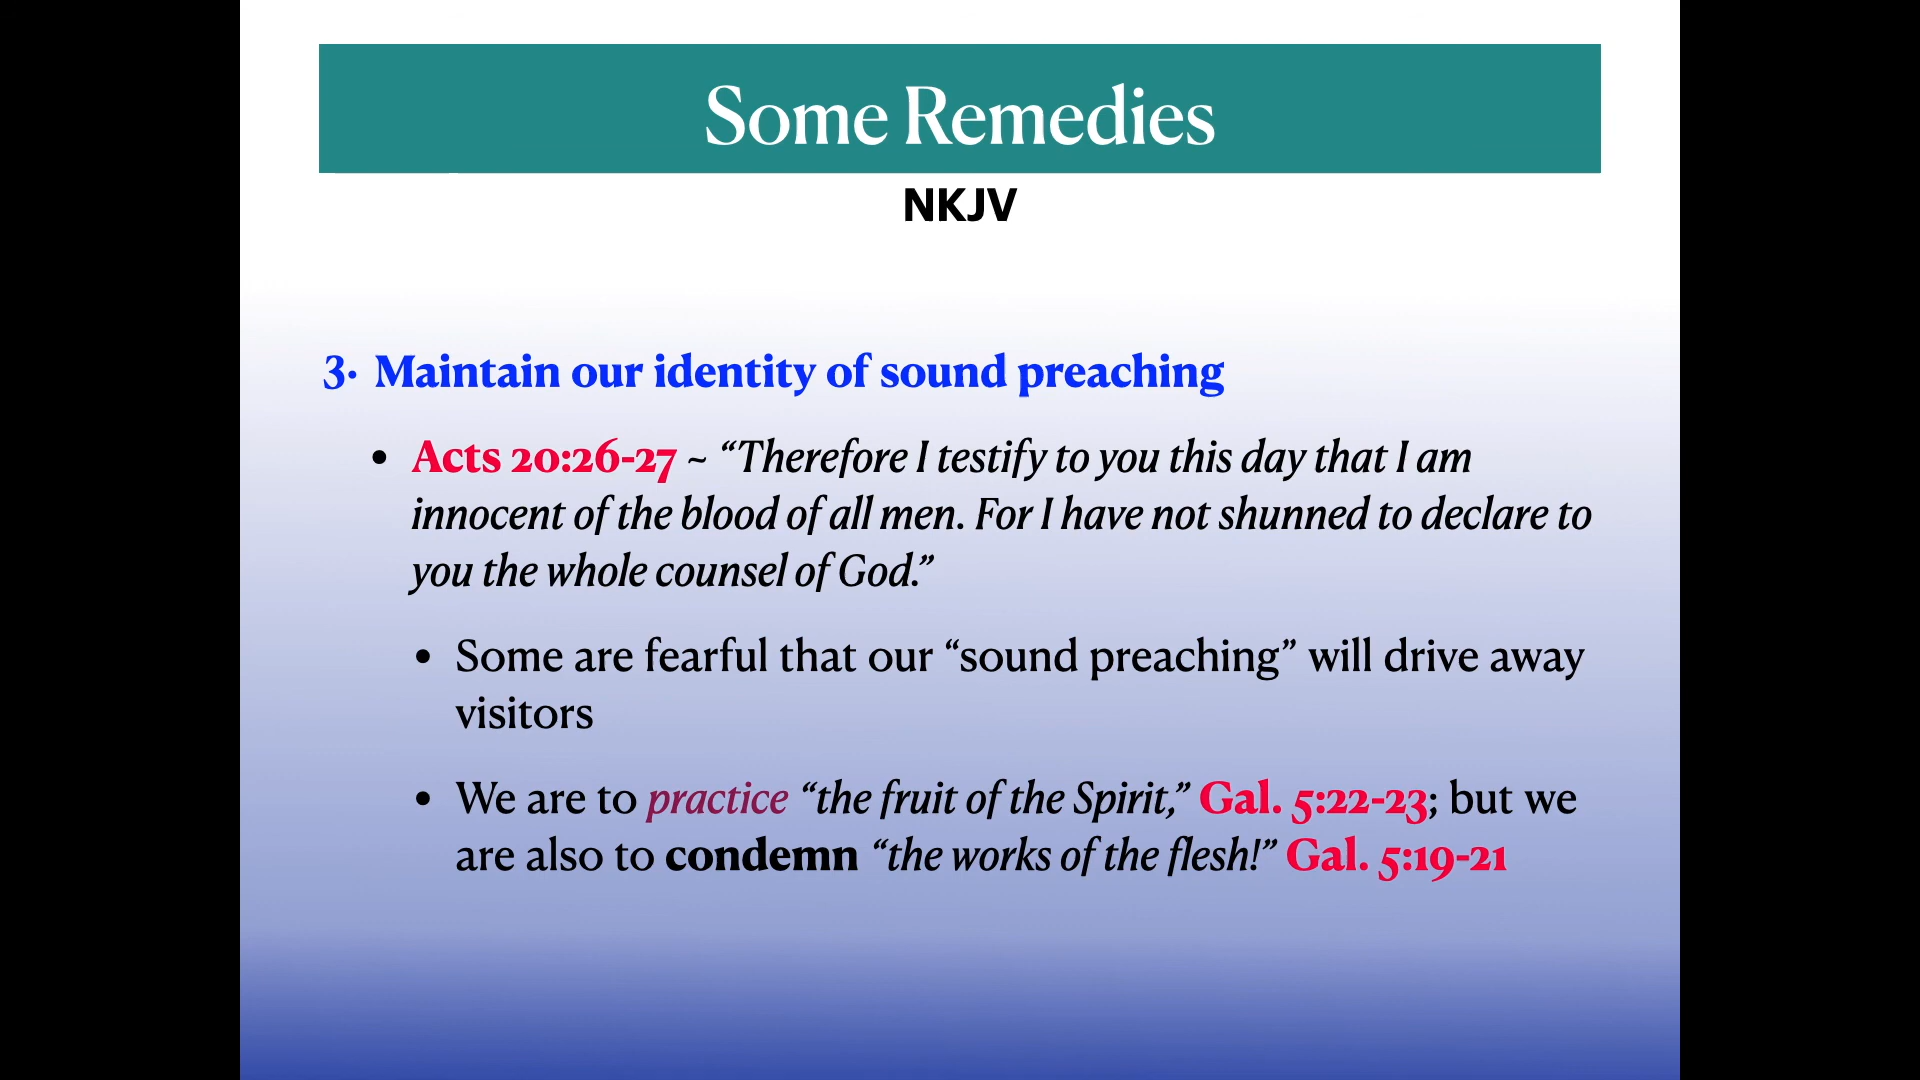 Some Remedies
NKJV
3. Maintain our identity of sound preaching
• Acts 20:26-27 ~ “Therefore I testify to you this day that I am
innocent of the blood of all men. For I have not shunned to declare to
you the whole counsel of God.”
• Some are fearful that our “sound preaching” will drive away
visitors
• We are to practice “the fruit of the Spirit,” Gal. 5:22-23; but we
are also to condemn “the works of the flesh!” Gal. 5:19-21